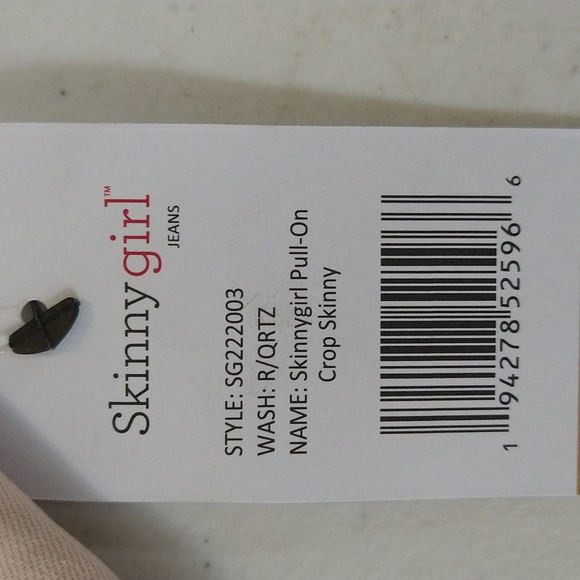 Skinnygirl™
JEANS
STYLE: SG222003
WASH: R/QRTZ
NAME: Skinnygirl Pull-On
Crop Skinny
1 94278 52596 6